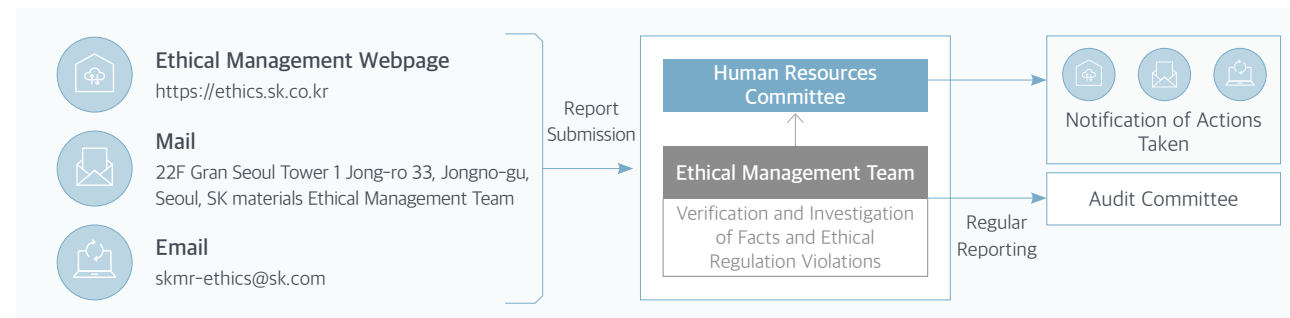 Ethical Management Webpage
https://ethics.sk.co.kr
Mail
22F Gran Seoul Tower 1 Jong-ro 33, Jongno-gu,
Seoul, SK materials Ethical Management Team
Email
skmr-ethics@sk.com
Report
Submission
Human Resources
Committee
Ethical Management Team
Verification and Investigation
of Facts and Ethical
Regulation Violations
Regular
Reporting
Notification of Actions
Taken
Audit Committee